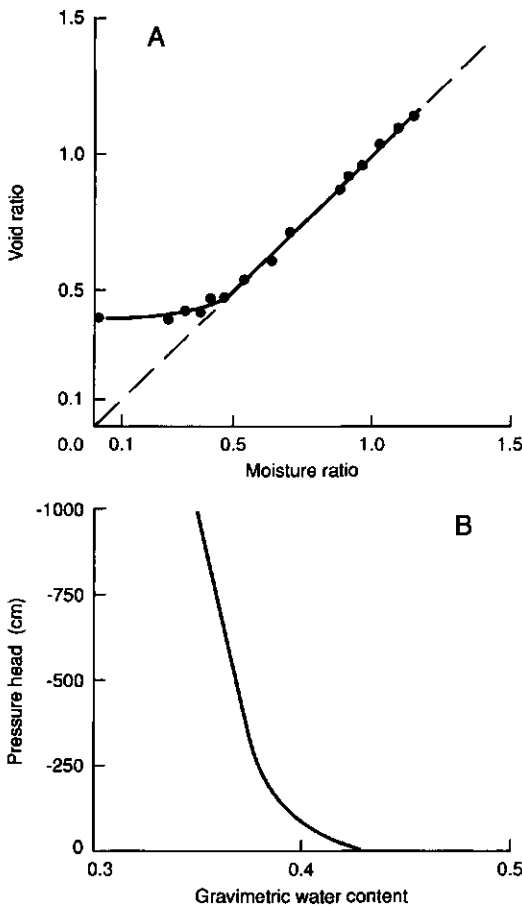 A
1.5
1.0
0.5
0.1
0.0
0.1
0.5
1.0
1.5
Void ratio
Moisture ratio
B
-1000
-750
-500
-250
0
0.3
0.4
0.5
Pressure head (cm)
Gravimetric water content